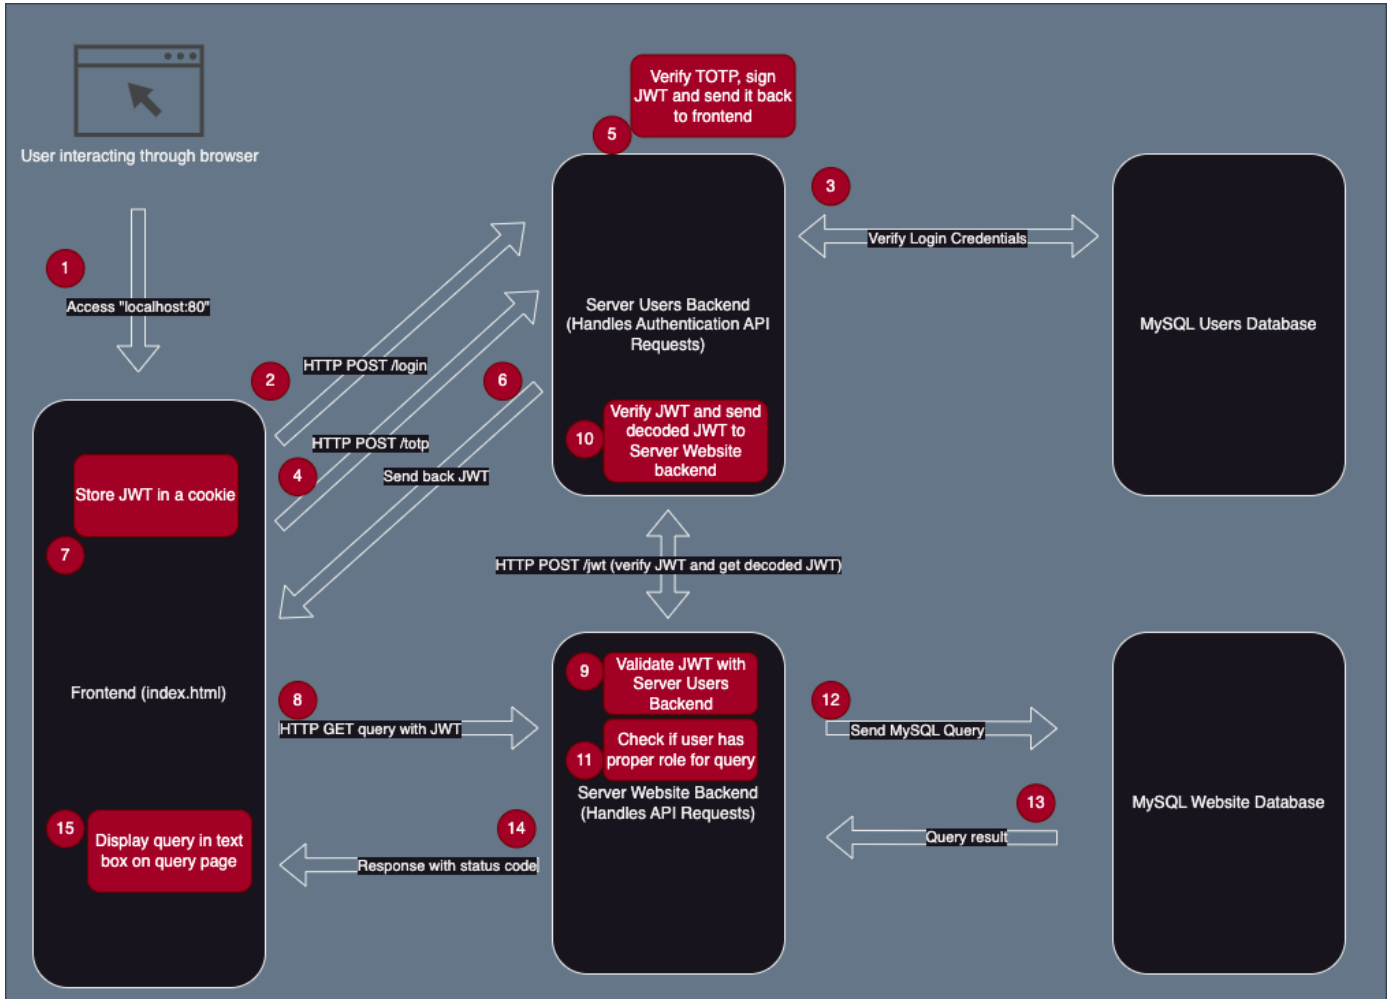 User interacting through browser
1
Access "localhost:80"
Verify TOTP, sign
JWT and send it back
to frontend
5
3
Verify Login Credentials
Server Users Backend
(Handles Authentication API
Requests)
MySQL Users Database
2
HTTP POST /login
6
HTTP POST /totp
4
Send back JWT
10
Verify JWT and send
decoded JWT to
Server Website
backend
Store JWT in a cookie
7
HTTP POST /jwt (verify JWT and get decoded JWT)
Frontend (index.html)
8
HTTP GET query with JWT
9
Validate JWT with
Server Users
Backend
11
Check if user has
proper role for query
Server Website Backend
(Handles API Requests)
12
Send MySQL Query
13
Query result
MySQL Website Database
14
Response with status code
15
Display query in text
box on query page